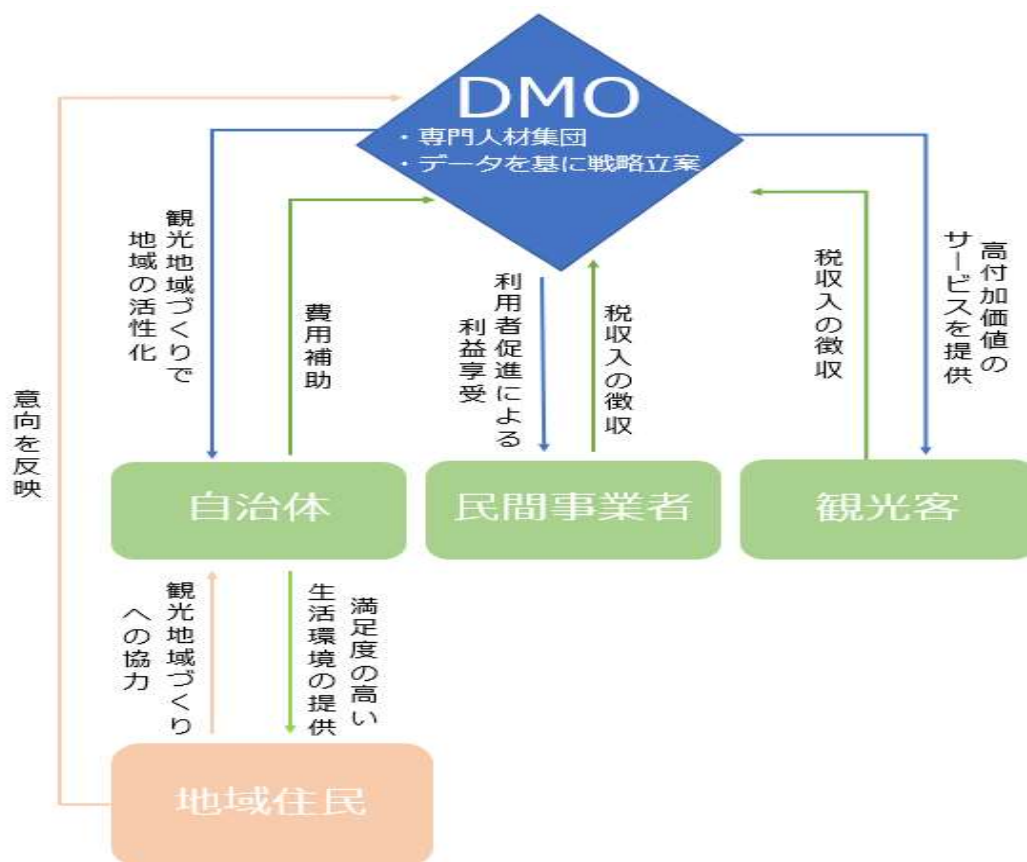 DMO
・専門人材集団
・データを基に戦略立案
観光地域づくりで
地域の活性化
費用補助
利用者促進による
利益享受
税収入の徴収
税収入の徴収
高付加価値の
サービスを提供
意向を反映
自治体
民間事業者
観光客
観光地域づくり
への協力
満足度の高い
生活環境の提供
地域住民